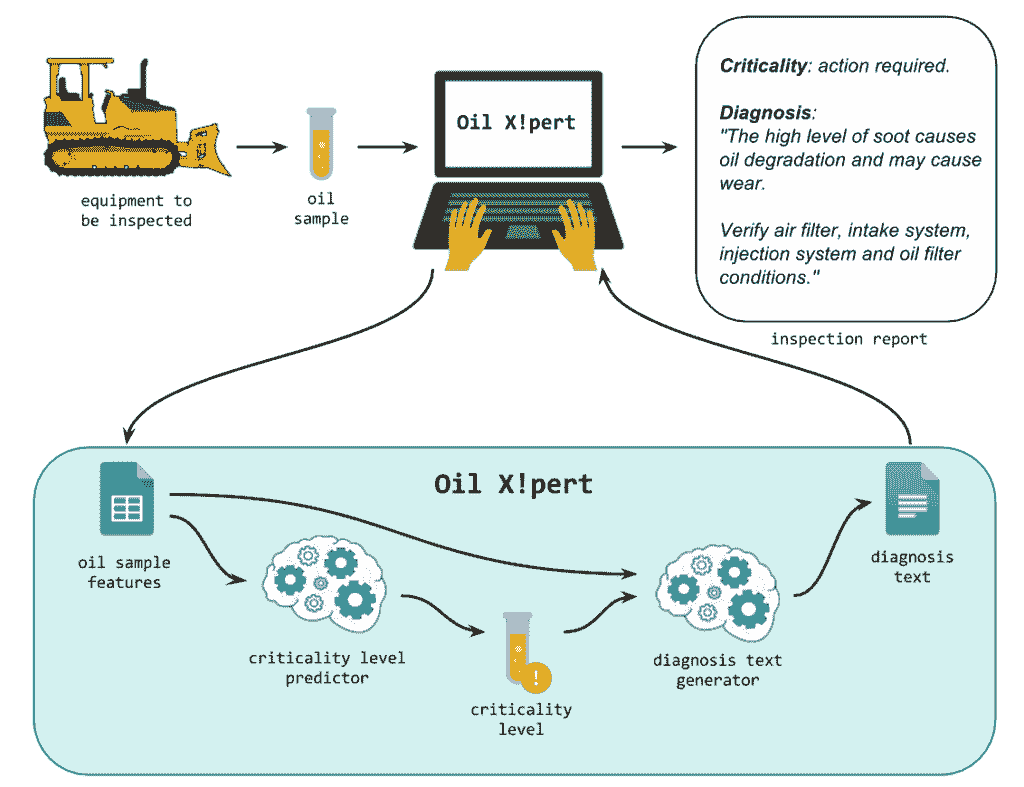 equipment to
be inspected
oil
sample
Oil X!pert
Criticality: action required.
Diagnosis:
"The high level of soot causes
oil degradation and may cause
wear.
Verify air filter, intake system,
injection system and oil filter
conditions."
inspection report
Oil X!pert
oil sample
features
criticality level
predictor
criticality
level
diagnosis text
generator
diagnosis
text
!